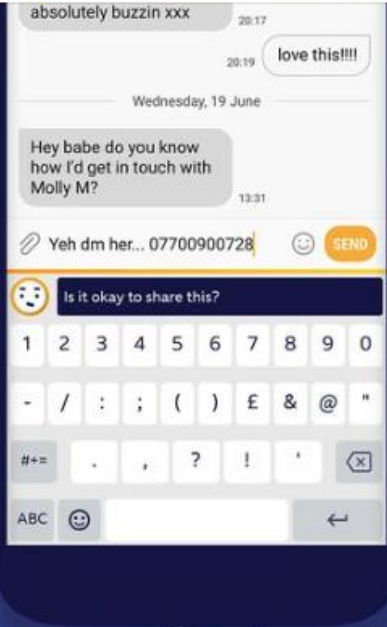 absolutely buzzin xxx
20:17
love this!!!!
20:19
Wednesday, 19 June
Hey babe do you know
how I'd get in touch with
Molly M?
13:31
Yeh dm her... 07700900728
SEND
Is it okay to share this?
1 2 3 4 5 6 7 8 9 0
- / : ; ( ) £ & @ "
#+= . , ? ! '
ABC